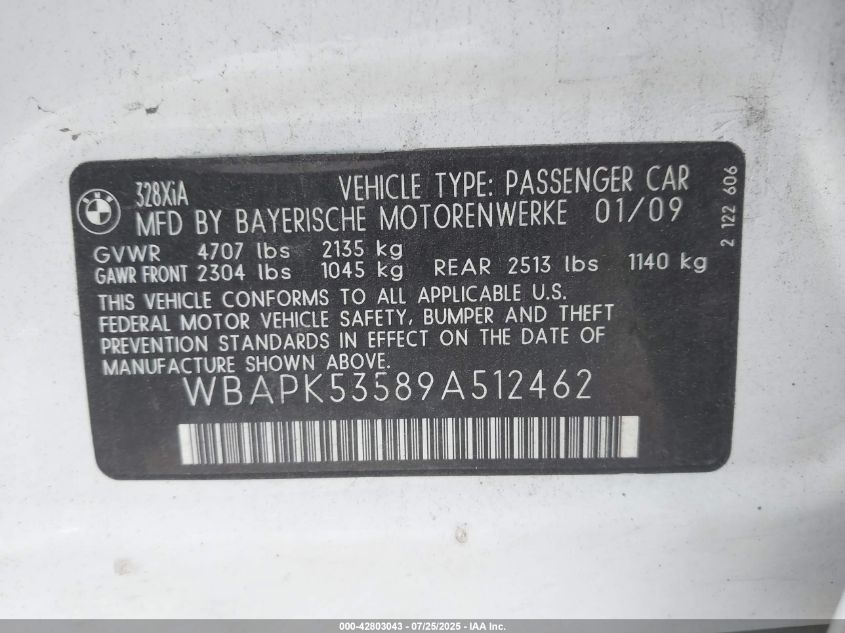 BMW
328XiA VEHICLE TYPE: PASSENGER CAR
MFD BY BAYERISCHE MOTORENWERKE 01/09
GVWR 4707 lbs 2135 kg
GAWR FRONT 2304 lbs 1045 kg REAR 2513 lbs 1140 kg
THIS VEHICLE CONFORMS TO ALL APPLICABLE U.S.
FEDERAL MOTOR VEHICLE SAFETY, BUMPER AND THEFT
PREVENTION STANDARDS IN EFFECT ON THE DATE OF
MANUFACTURE SHOWN ABOVE.
WBAPK53589A512462
2 122 606
000-42803043 - 07/25/2025 - IAA Inc.